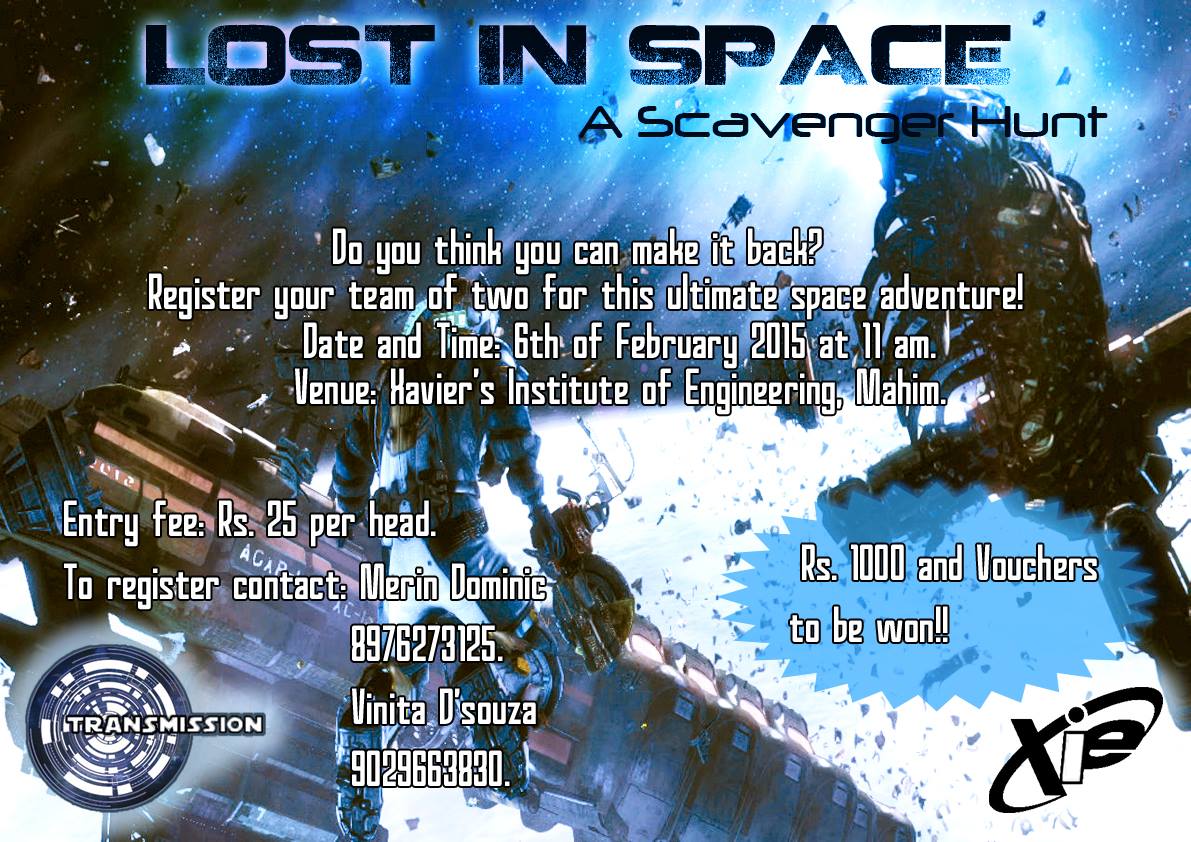 LOST IN SPACE
A Scavenger Hunt
Do you think you can make it back?
Register your team of two for this ultimate space adventure!
Date and Time: 6th of February 2015 at 11 am.
Venue: Xavier's Institute of Engineering, Mahim.
Entry fee: Rs. 25 per head.
To register contact: Merin Dominic
8976273125.
Vinita D'souza
9029663830.
Rs. 1000 and Vouchers
to be won!!
TRANSMISSION
Xie